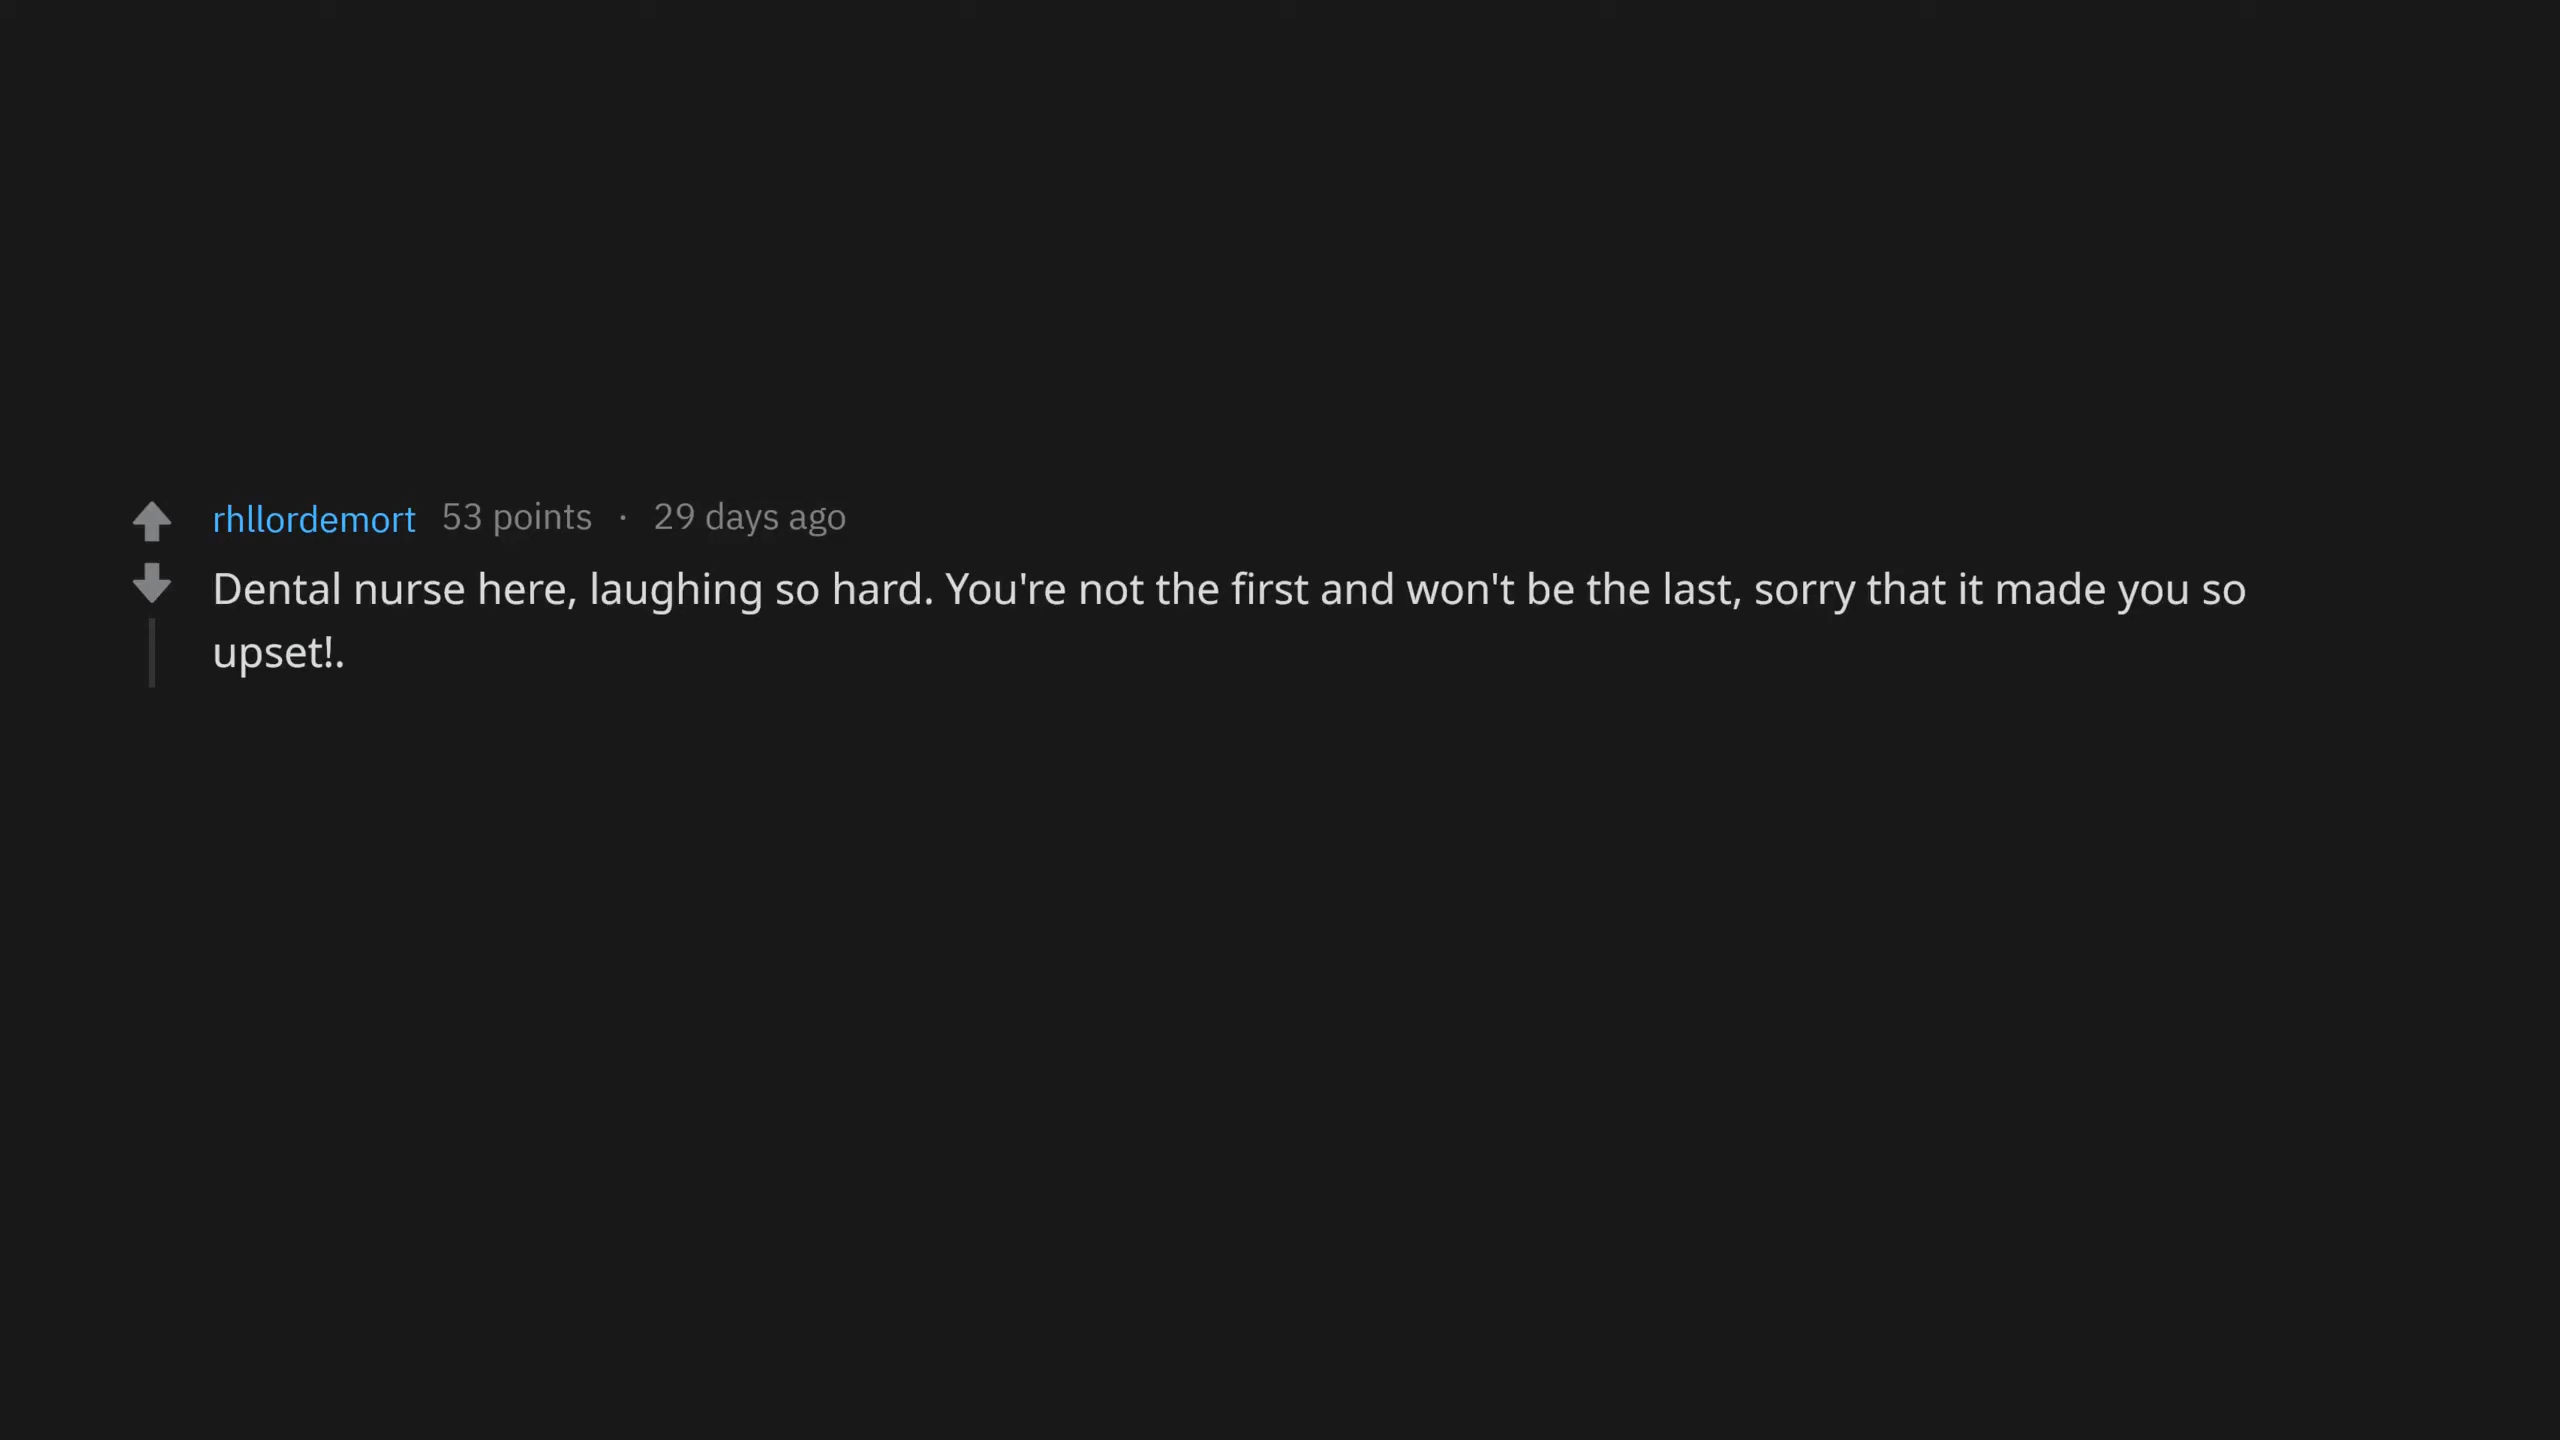 rhllordemort 53 points · 29 days ago
Dental nurse here, laughing so hard. You're not the first and won't be the last, sorry that it made you so
upset!.